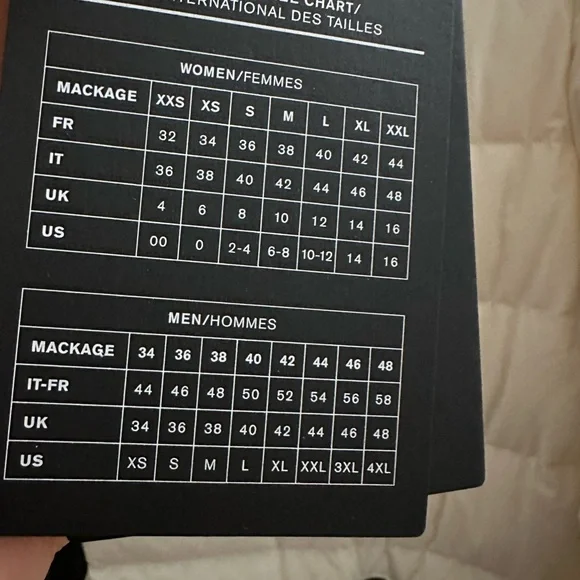 CHART/
INTERNATIONAL DES TAILLES
WOMEN/FEMMES
MACKAGE XXS XS S M L XL XXL
FR 32 34 36 38 40 42 44
IT 36 38 40 42 44 46 48
UK 4 6 8 10 12 14 16
US 00 0 2-4 6-8 10-12 14 16
MEN/HOMMES
MACKAGE 34 36 38 40 42 44 46 48
IT-FR 44 46 48 50 52 54 56 58
UK 34 36 38 40 42 44 46 48
US XS S M L XL XXL 3XL 4XL